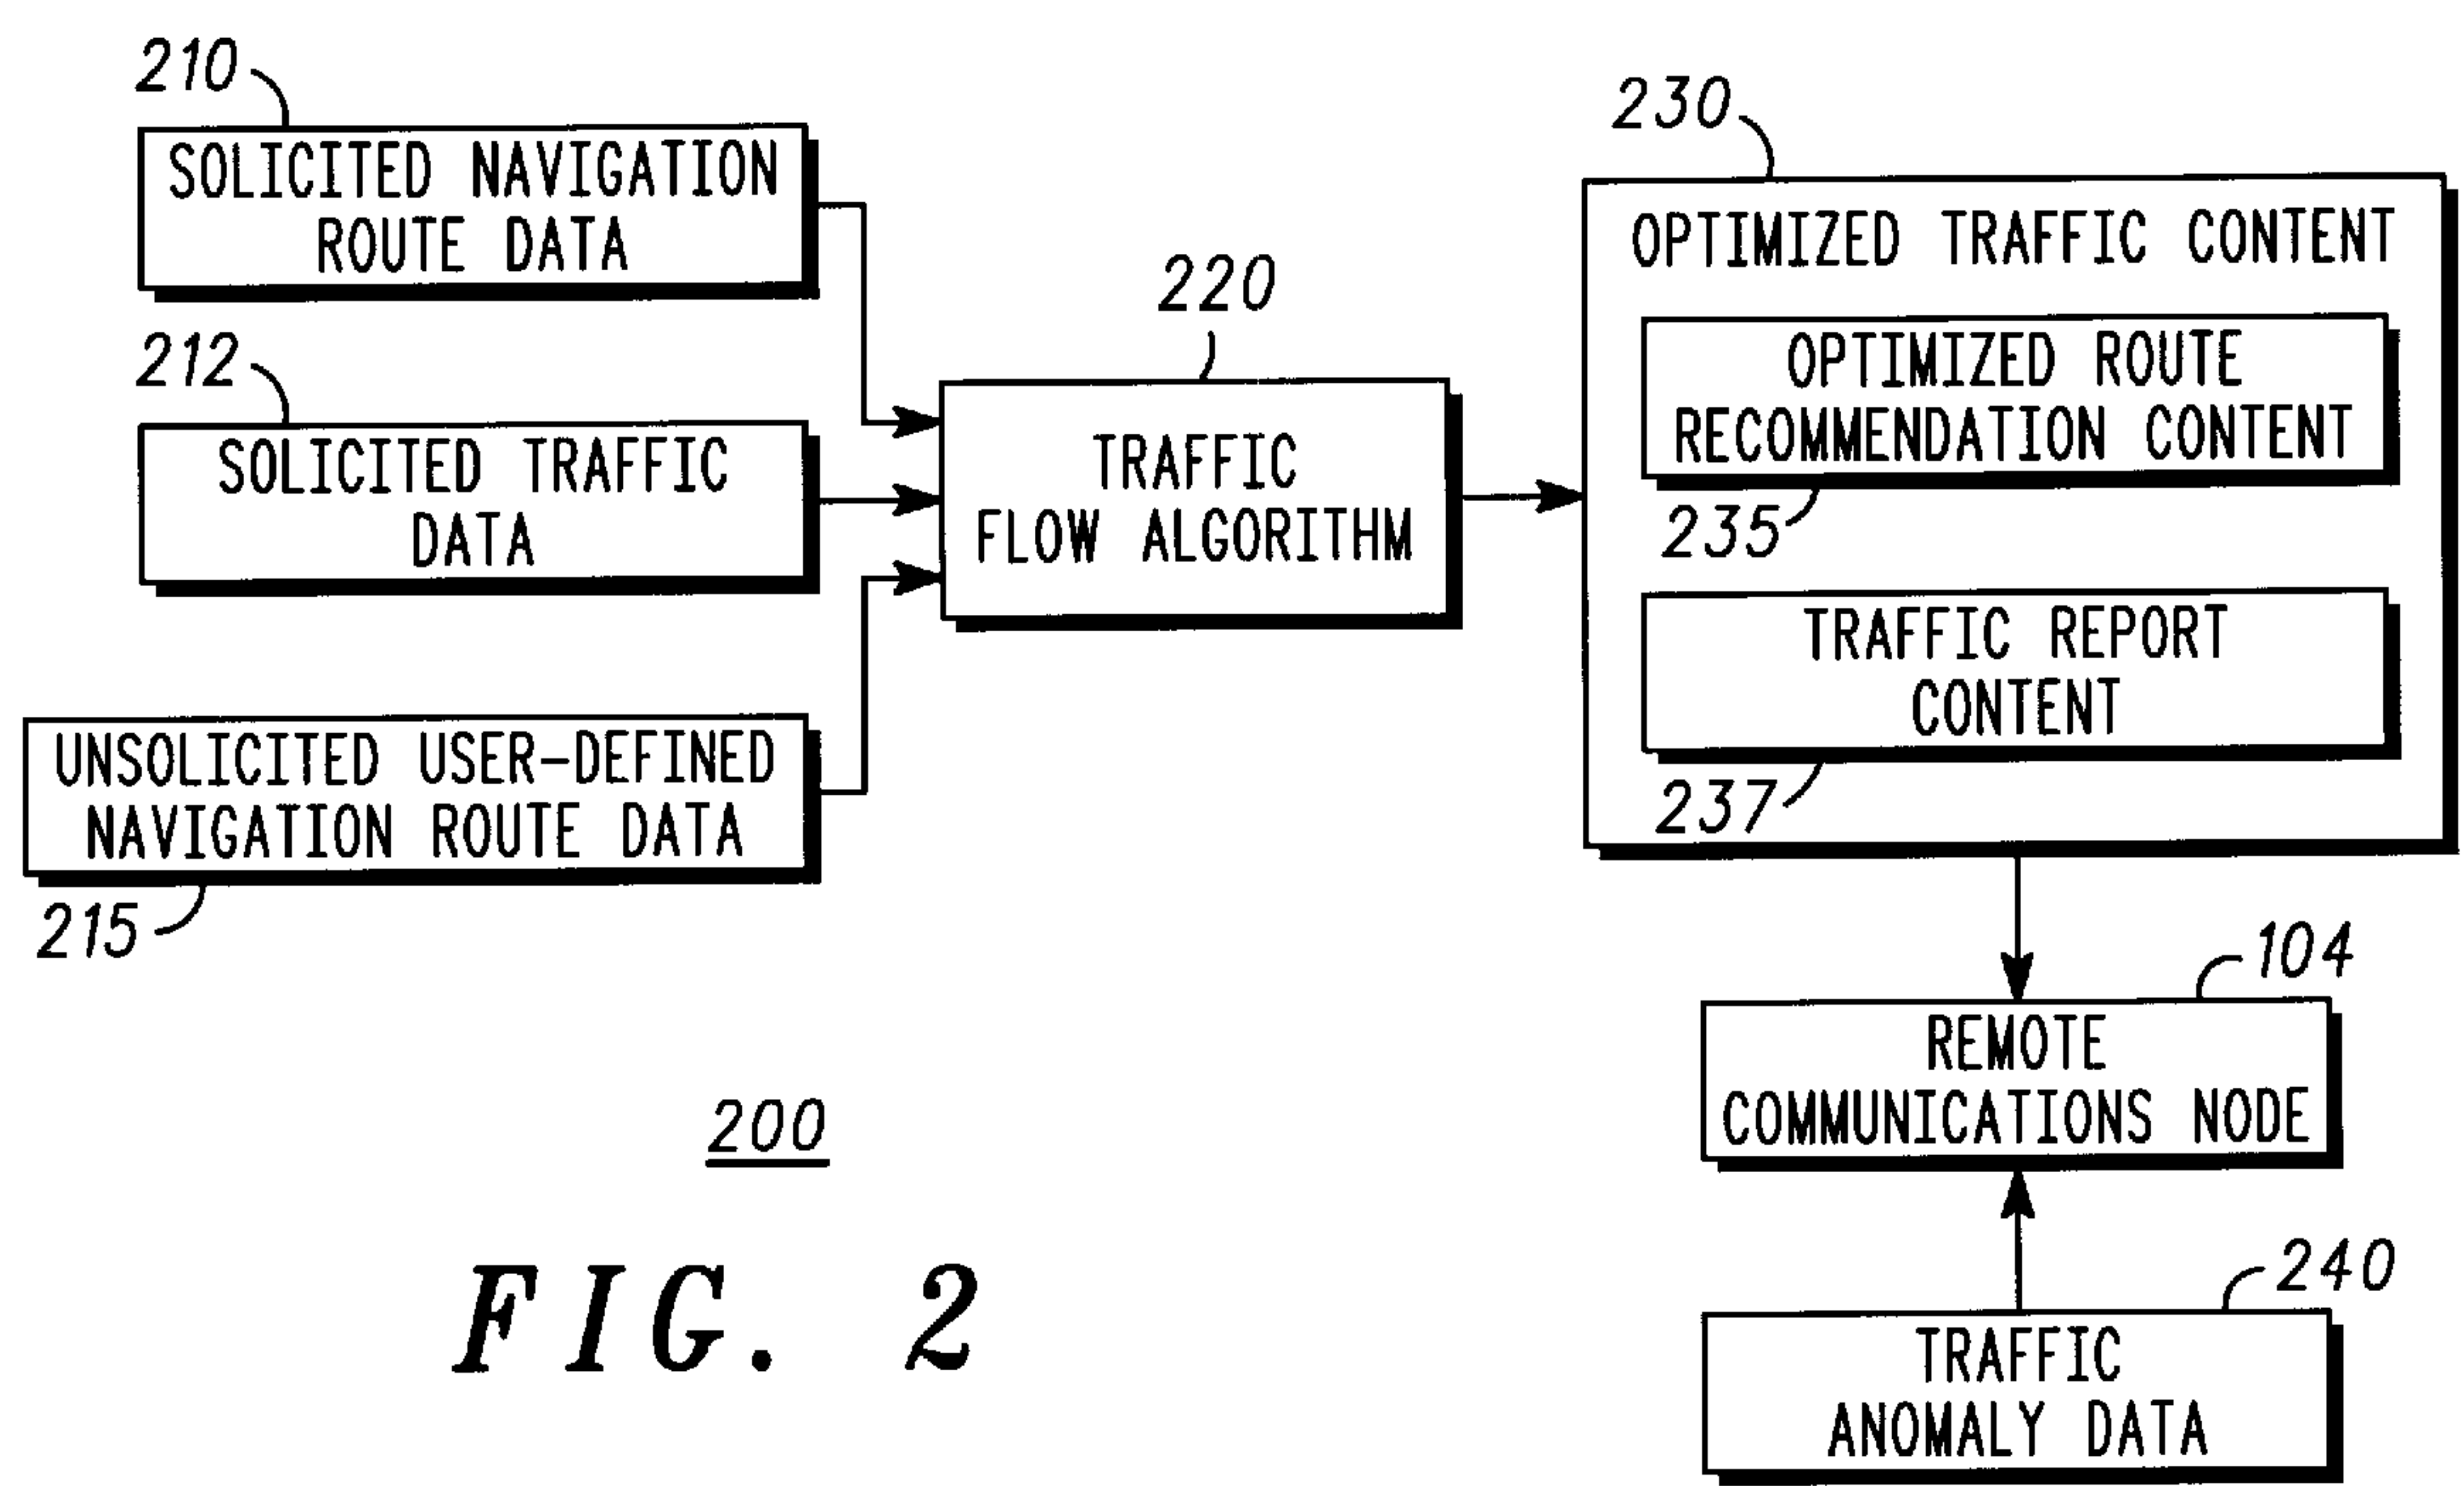 210
SOLICITED NAVIGATION
ROUTE DATA
212
SOLICITED TRAFFIC
DATA
UNSOLICITED USER-DEFINED
NAVIGATION ROUTE DATA
215
220
TRAFFIC
FLOW ALGORITHM
230
OPTIMIZED TRAFFIC CONTENT
OPTIMIZED ROUTE
RECOMMENDATION CONTENT
235
TRAFFIC REPORT
CONTENT
237
104
REMOTE
COMMUNICATIONS NODE
240
TRAFFIC
ANOMALY DATA
200
FIG. 2